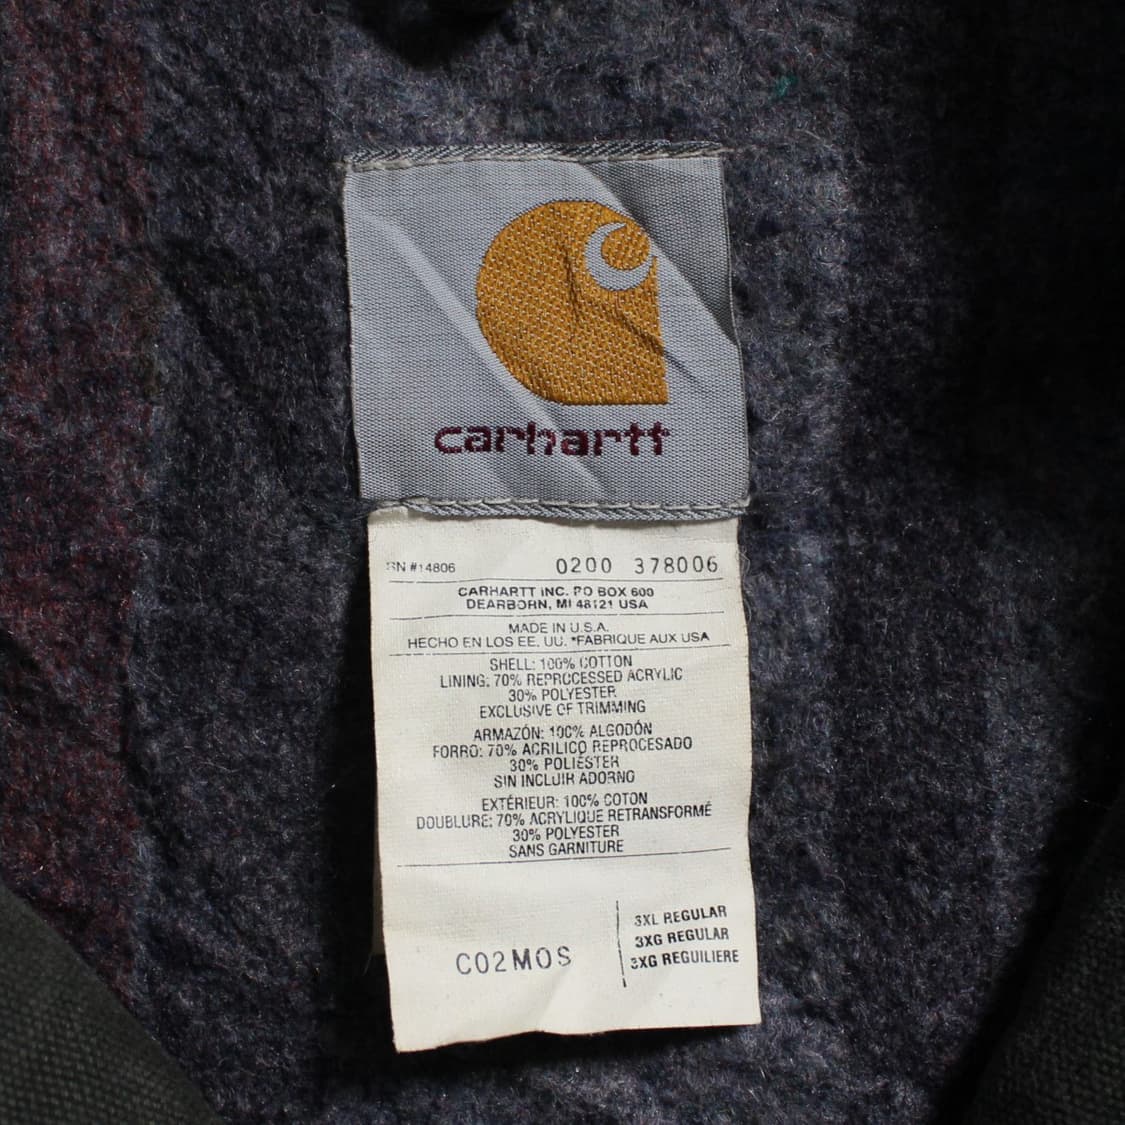 carhartt
RN #14806 0200 378006
CARHARTT INC. PO BOX 600
DEARBORN, MI 48121 USA
MADE IN U.S.A.
HECHO EN LOS EE. UU. *FABRIQUE AUX USA
SHELL: 100% COTTON
LINING: 70% REPROCESSED ACRYLIC
30% POLYESTER
EXCLUSIVE OF TRIMMING
ARMAZÓN: 100% ALGODÓN
FORRO: 70% ACRILICO REPROCESADO
30% POLIÉSTER
SIN INCLUIR ADORNO
EXTÉRIEUR: 100% COTON
DOUBLURE: 70% ACRYLIQUE RETRANSFORMÉ
30% POLYESTER
SANS GARNITURE
3XL REGULAR
3XG REGULAR
3XG REGULIERE
C02MOS